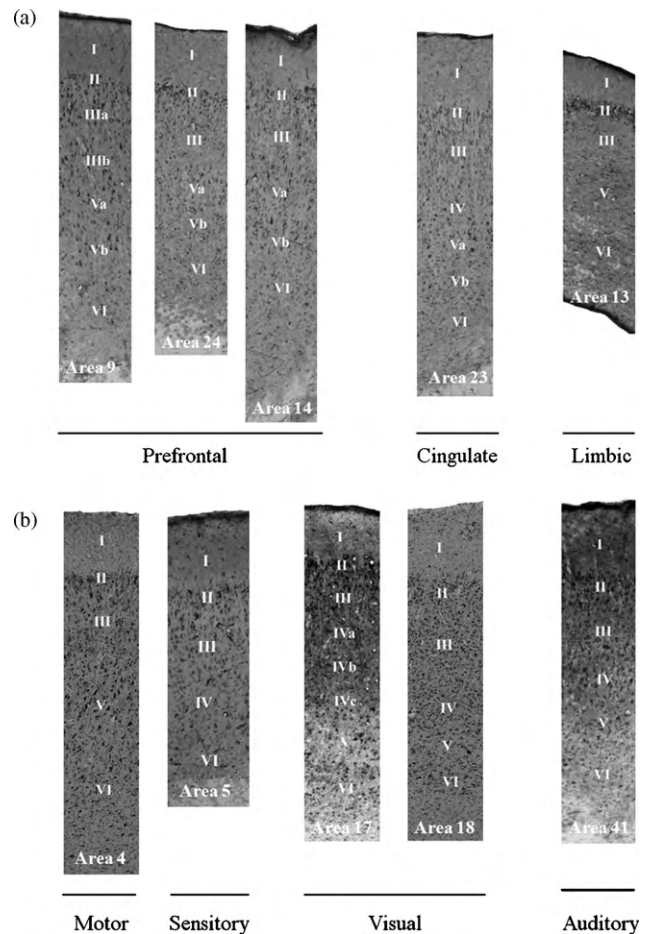 (a)
I
II
IIIa
IIIb
Va
Vb
VI
Area 9
I
II
III
Va
Vb
VI
Area 24
I
II
III
Va
Vb
VI
Area 14
I
II
III
IV
Va
Vb
VI
Area 23
I
II
III
V
VI
Area 13
Prefrontal
Cingulate
Limbic
(b)
I
II
III
V
VI
Area 4
I
II
III
IV
VI
Area 5
I
II
III
IVa
IVb
IVc
V
VI
Area 17
I
II
III
IV
V
VI
Area 18
I
II
III
IV
V
VI
Area 41
Motor
Sensitory
Visual
Auditory